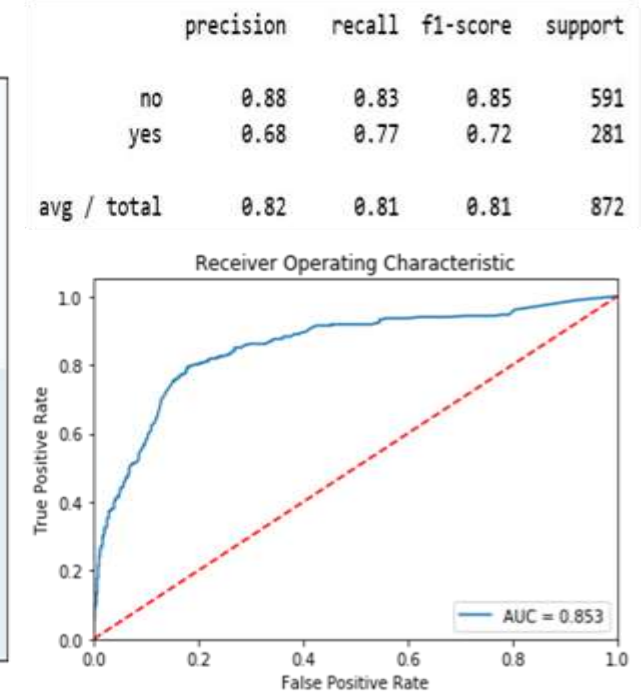 precision recall f1-score support
no 0.88 0.83 0.85 591
yes 0.68 0.77 0.72 281
avg / total 0.82 0.81 0.81 872
Receiver Operating Characteristic
1.0
0.8
0.6
0.4
0.2
0.0
True Positive Rate
AUC = 0.853
0.0 0.2 0.4 0.6 0.8 1.0
False Positive Rate